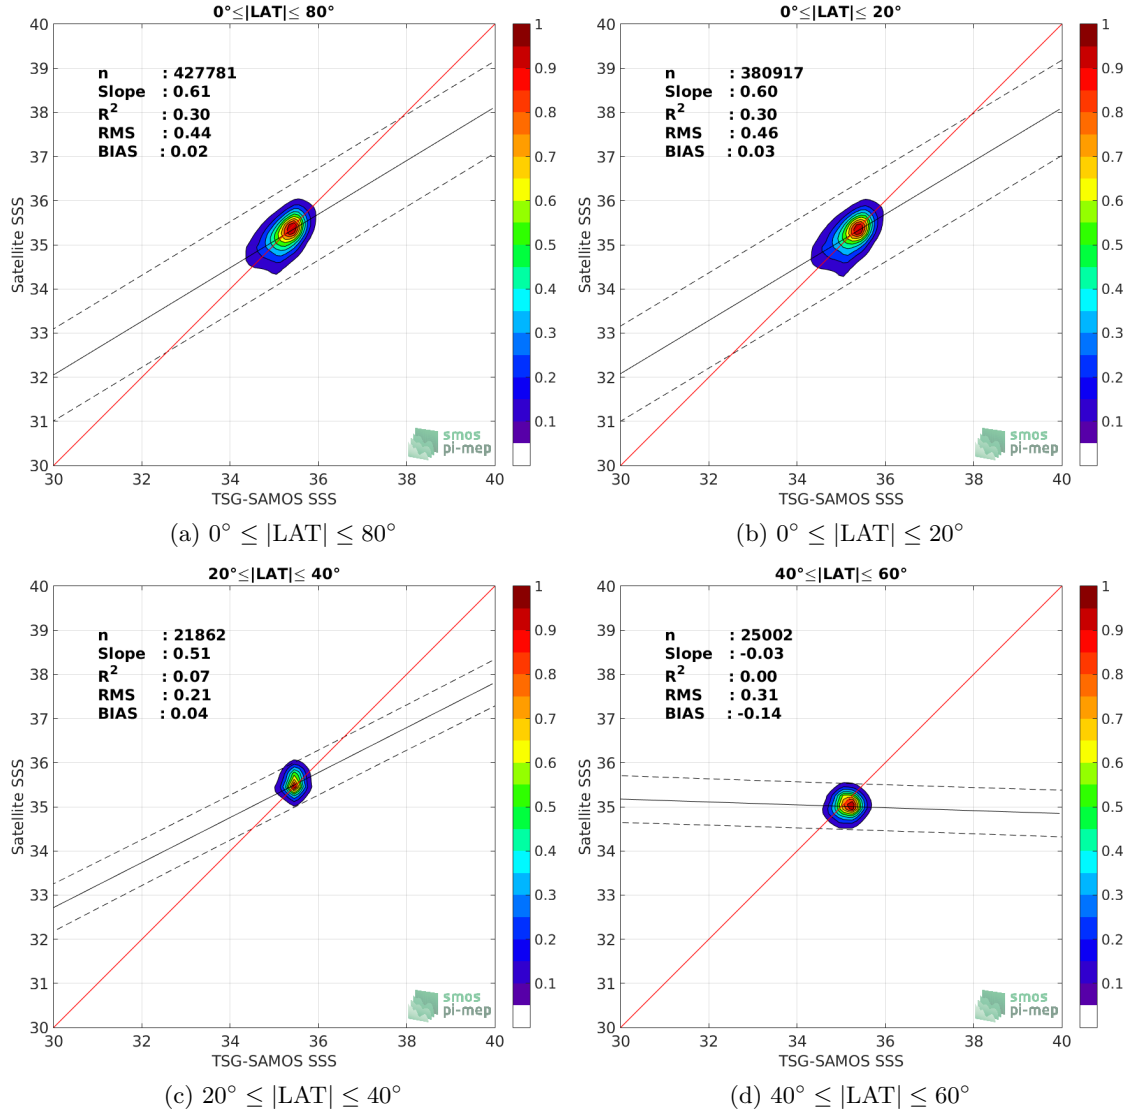 0°≤|LAT|≤ 80°
n : 427781
Slope : 0.61
R² : 0.30
RMS : 0.44
BIAS : 0.02
Satellite SSS
40
39
38
37
36
35
34
33
32
31
30
30 32 34 36 38 40
TSG-SAMOS SSS
1
0.9
0.8
0.7
0.6
0.5
0.4
0.3
0.2
0.1
smos
pi-mep
(a) 0° ≤ |LAT| ≤ 80°
0°≤|LAT|≤ 20°
n : 380917
Slope : 0.60
R² : 0.30
RMS : 0.46
BIAS : 0.03
Satellite SSS
40
39
38
37
36
35
34
33
32
31
30
30 32 34 36 38 40
TSG-SAMOS SSS
1
0.9
0.8
0.7
0.6
0.5
0.4
0.3
0.2
0.1
smos
pi-mep
(b) 0° ≤ |LAT| ≤ 20°
20°≤|LAT|≤ 40°
n : 21862
Slope : 0.51
R² : 0.07
RMS : 0.21
BIAS : 0.04
Satellite SSS
40
39
38
37
36
35
34
33
32
31
30
30 32 34 36 38 40
TSG-SAMOS SSS
1
0.9
0.8
0.7
0.6
0.5
0.4
0.3
0.2
0.1
smos
pi-mep
(c) 20° ≤ |LAT| ≤ 40°
40°≤|LAT|≤ 60°
n : 25002
Slope : -0.03
R² : 0.00
RMS : 0.31
BIAS : -0.14
Satellite SSS
40
39
38
37
36
35
34
33
32
31
30
30 32 34 36 38 40
TSG-SAMOS SSS
1
0.9
0.8
0.7
0.6
0.5
0.4
0.3
0.2
0.1
smos
pi-mep
(d) 40° ≤ |LAT| ≤ 60°